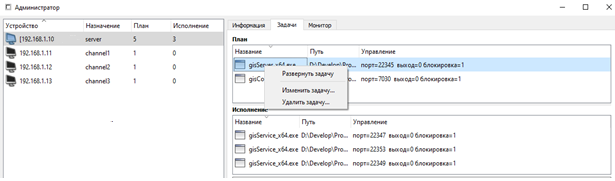 Администратор
Устройство Назначение План Исполнение
[192.168.1.10 server 5 3
192.168.1.11 channel1 1 0
192.168.1.12 channel2 1 0
192.168.1.13 channel3 1 0
Информация Задачи Монитор
План
Название Путь Управление
gisServer_x64.exe D:\Develop\Pro... порт=22345 выход=0 блокировка=1
gisCo порт=7030 выход=0 блокировка=1
Развернуть задачу
Изменить задачу...
Удалить задачу...
Исполнение
Название Путь Управление
gisService_x64.exe D:\Develop\Pro... порт=22347 выход=0 блокировка=1
gisService_x64.exe D:\Develop\Pro... порт=22353 выход=0 блокировка=1
gisService_x64.exe D:\Develop\Pro... порт=22349 выход=0 блокировка=1